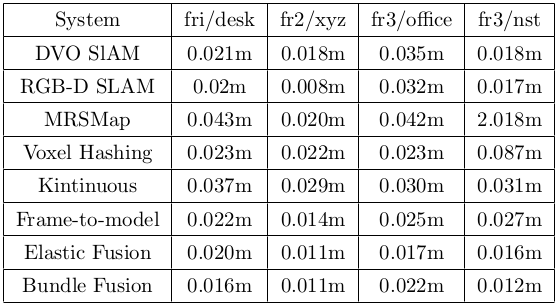 System fri/desk fr2/xyz fr3/office fr3/nst
DVO SlAM 0.021m 0.018m 0.035m 0.018m
RGB-D SLAM 0.02m 0.008m 0.032m 0.017m
MRSMap 0.043m 0.020m 0.042m 2.018m
Voxel Hashing 0.023m 0.022m 0.023m 0.087m
Kintinuous 0.037m 0.029m 0.030m 0.031m
Frame-to-model 0.022m 0.014m 0.025m 0.027m
Elastic Fusion 0.020m 0.011m 0.017m 0.016m
Bundle Fusion 0.016m 0.011m 0.022m 0.012m